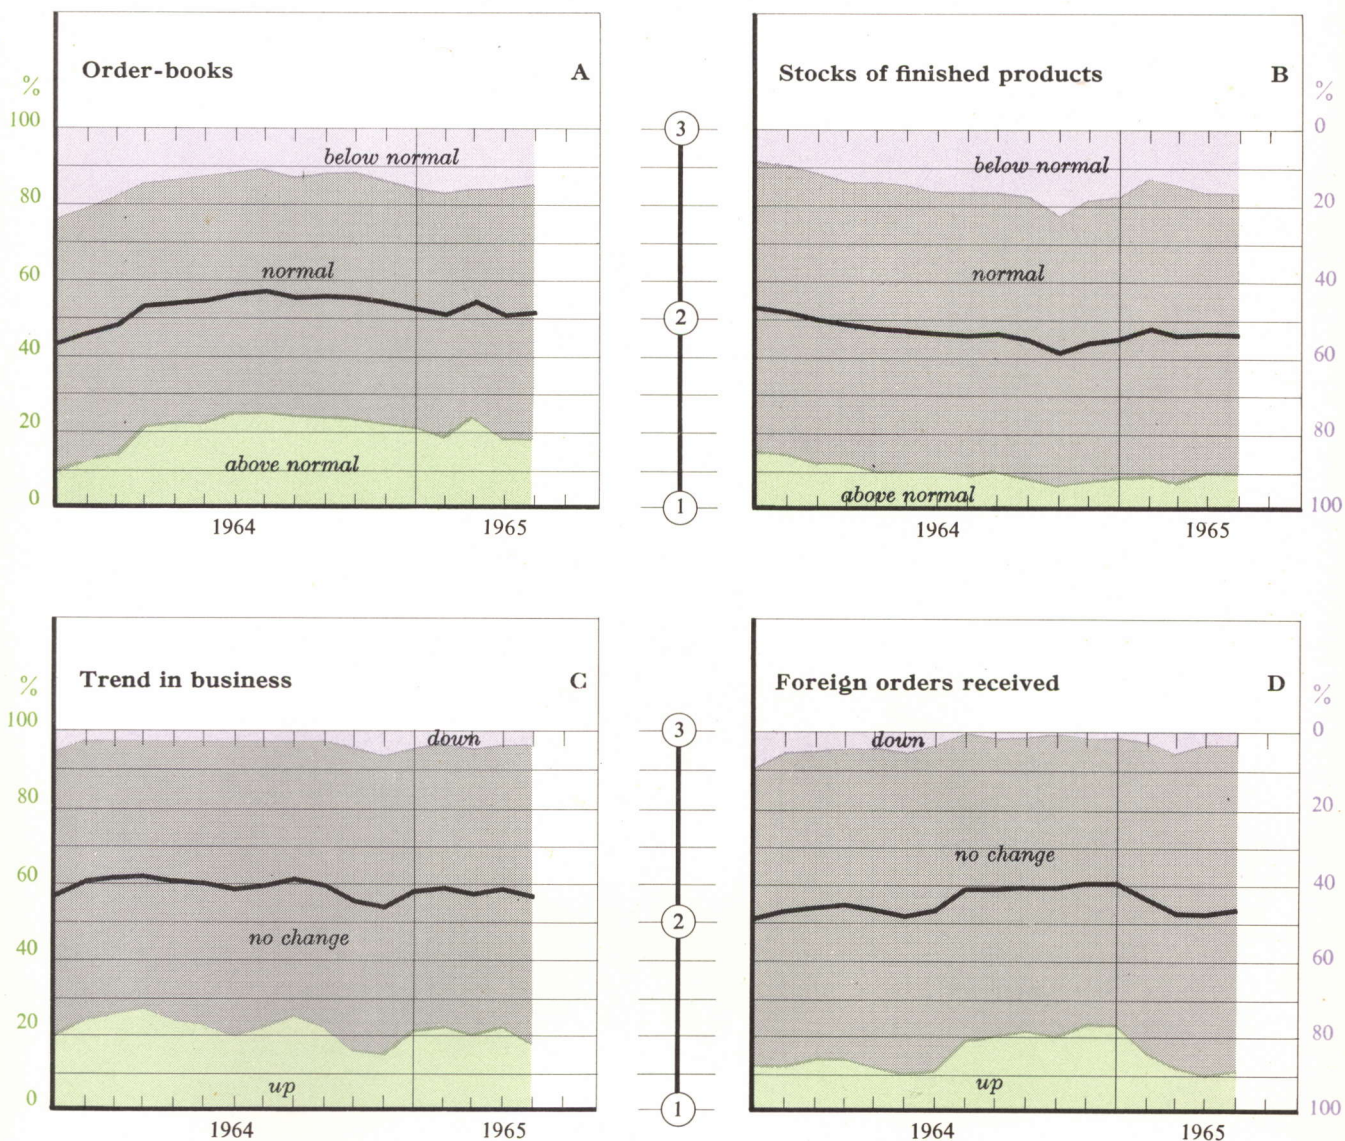 Order-books A
%
100
80
60
40
20
0
below normal
normal
above normal
1964 1965
3
2
1
Stocks of finished products B
%
0
20
40
60
80
100
below normal
normal
above normal
1964 1965
Trend in business C
%
100
80
60
40
20
0
down
no change
up
1964 1965
3
2
1
Foreign orders received D
%
0
20
40
60
80
100
down
no change
up
1964 1965